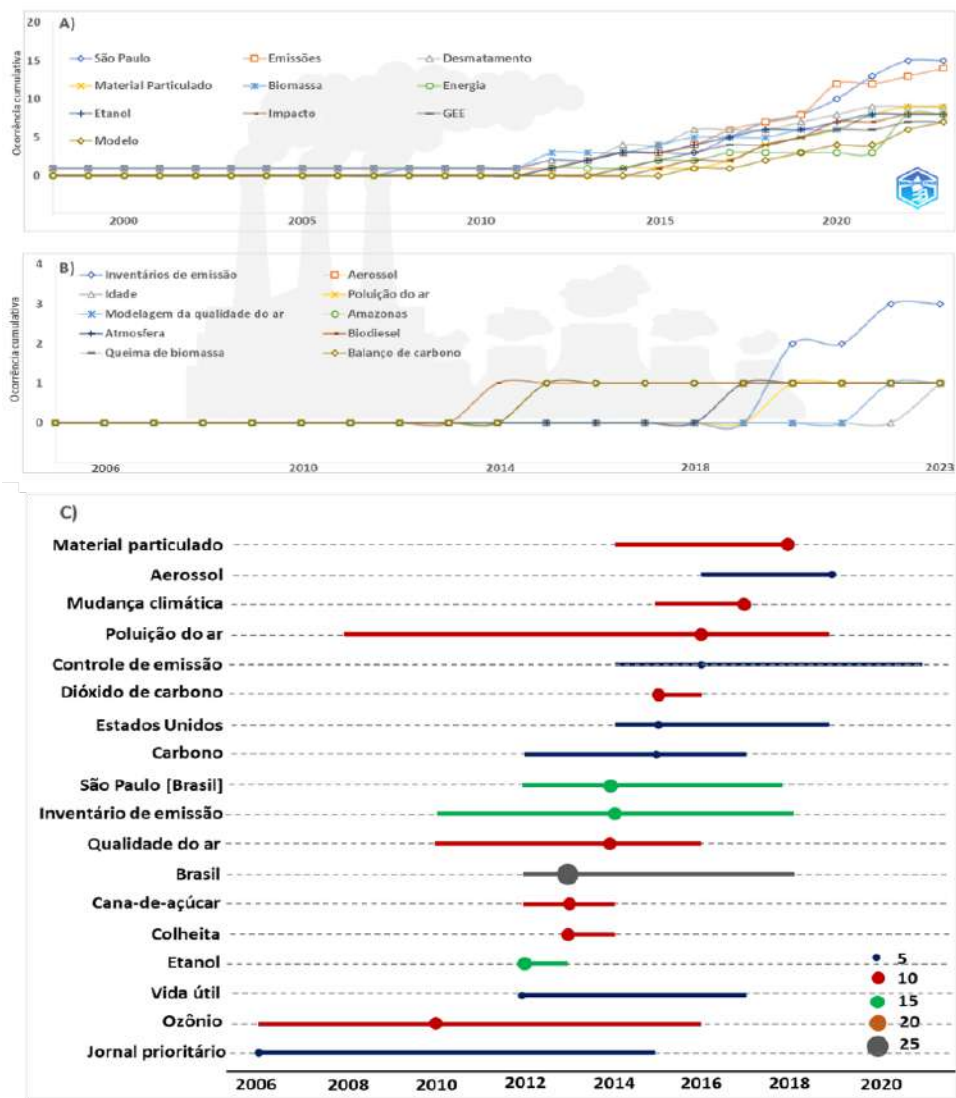 A)
20
15
10
5
0
Ocorrência cumulativa
São Paulo Emissões Desmatamento
Material Particulado Biomassa Energia
Etanol Impacto GEE
Modelo
2000 2005 2010 2015 2020
B)
4
3
2
1
0
Ocorrência cumulativa
Inventários de emissão Aerossol
Idade Poluição do ar
Modelagem da qualidade do ar Amazonas
Atmosfera Biodiesel
Queima de biomassa Balanço de carbono
2006 2010 2014 2018 2023
C)
Material particulado
Aerossol
Mudança climática
Poluição do ar
Controle de emissão
Dióxido de carbono
Estados Unidos
Carbono
São Paulo [Brasil]
Inventário de emissão
Qualidade do ar
Brasil
Cana-de-açúcar
Colheita
Etanol
Vida útil
Ozônio
Jornal prioritário
5
10
15
20
25
2006 2008 2010 2012 2014 2016 2018 2020